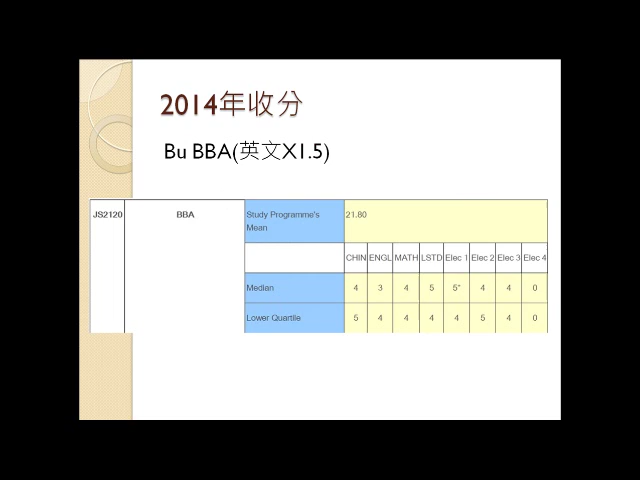 2014年收分
Bu BBA(英文X1.5)
JS2120 BBA Study Programme's Mean 21.80
CHIN ENGL MATH LSTD Elec 1 Elec 2 Elec 3 Elec 4
Median 4 3 4 5 5* 4 4 0
Lower Quartile 5 4 4 4 4 5 4 0